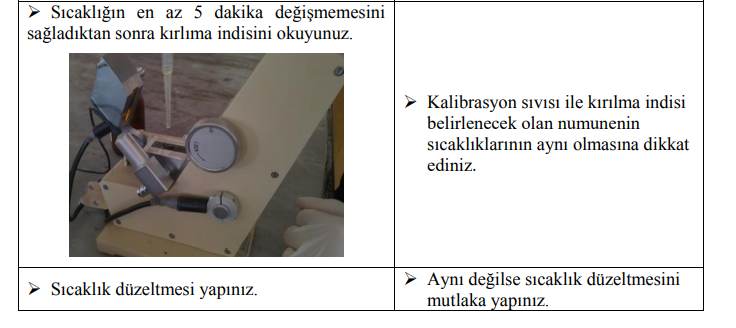 ➢ Sıcaklığın en az 5 dakika değişmemesini
sağladıktan sonra kırlıma indisini okuyunuz.
➢ Kalibrasyon sıvısı ile kırılma indisi
belirlenecek olan numunenin
sıcaklıklarının aynı olmasına dikkat
ediniz.
➢ Sıcaklık düzeltmesi yapınız.
➢ Aynı değilse sıcaklık düzeltmesini
mutlaka yapınız.